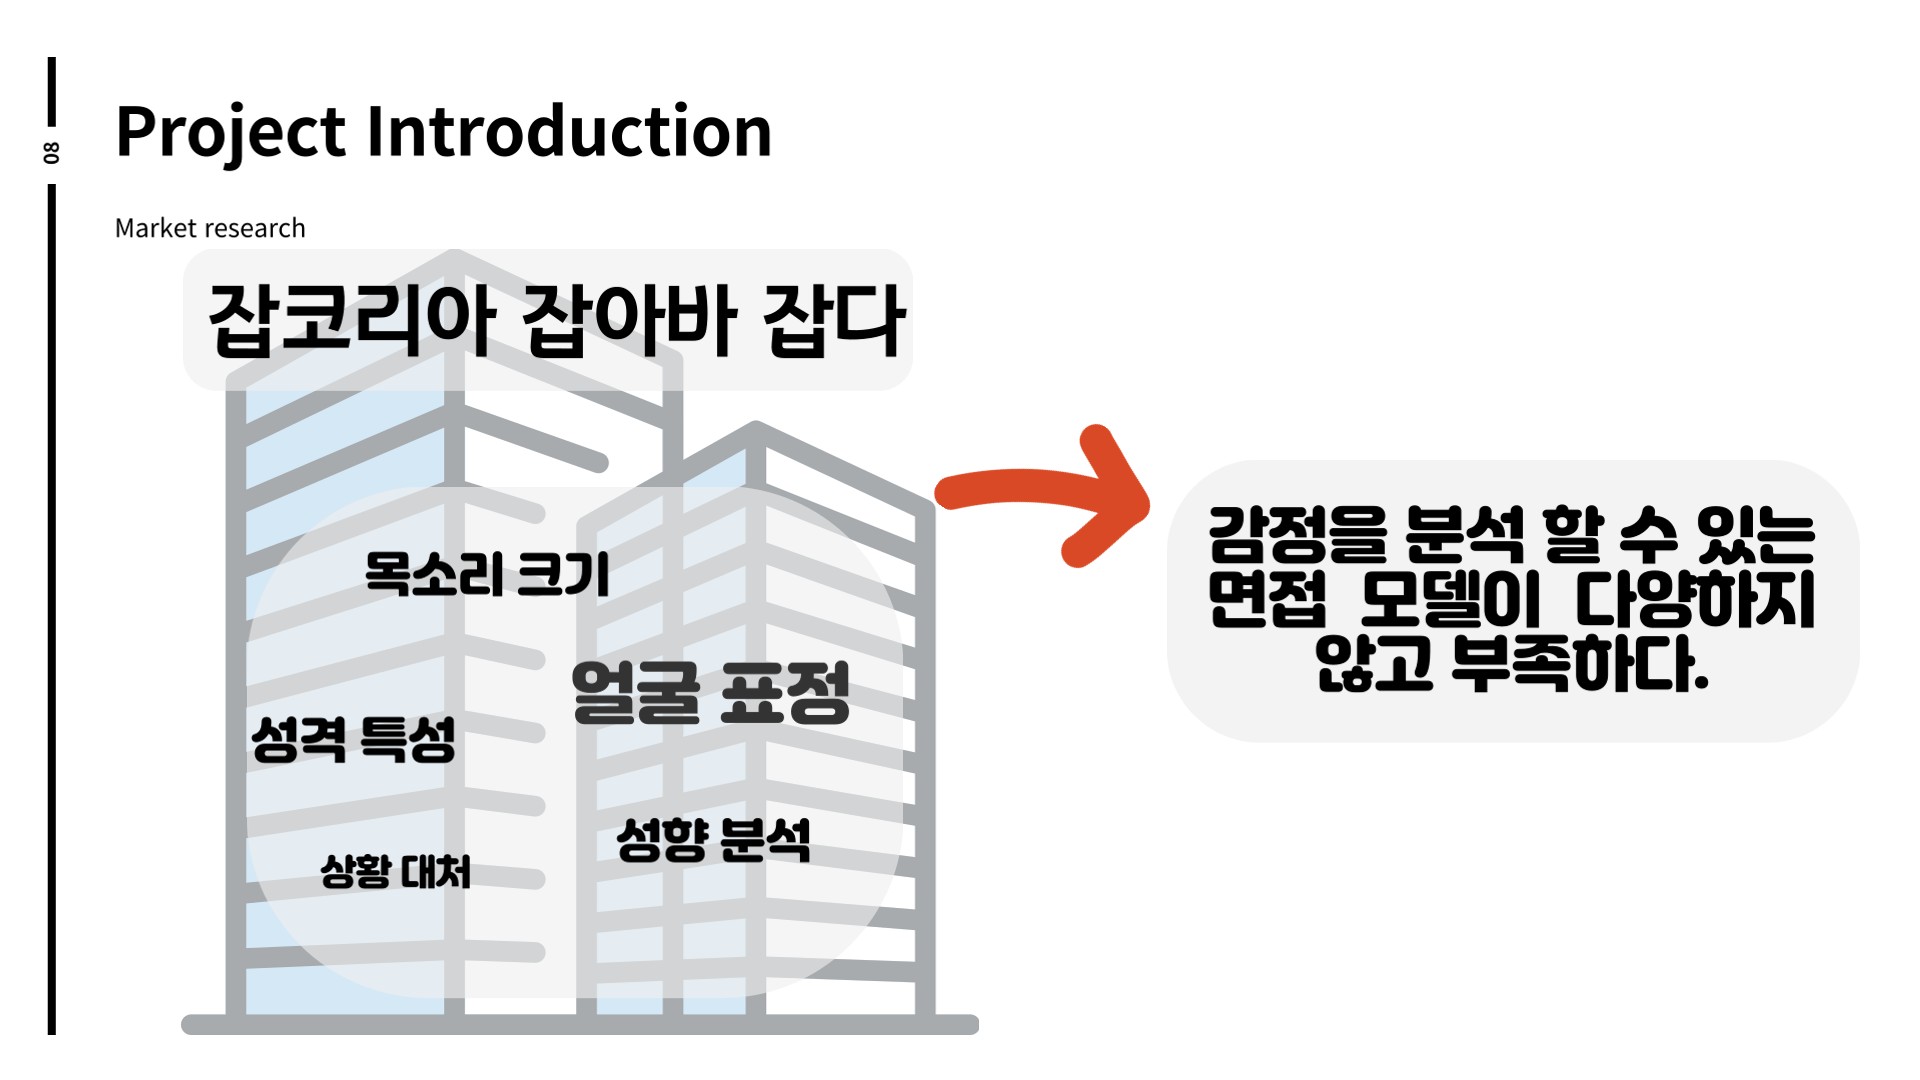 08
Project Introduction
Market research
잡코리아 잡아바 잡다
목소리 크기
얼굴 표정
성격 특성
성향 분석
상황 대처
감정을 분석 할 수 있는
면접 모델이 다양하지
않고 부족하다.